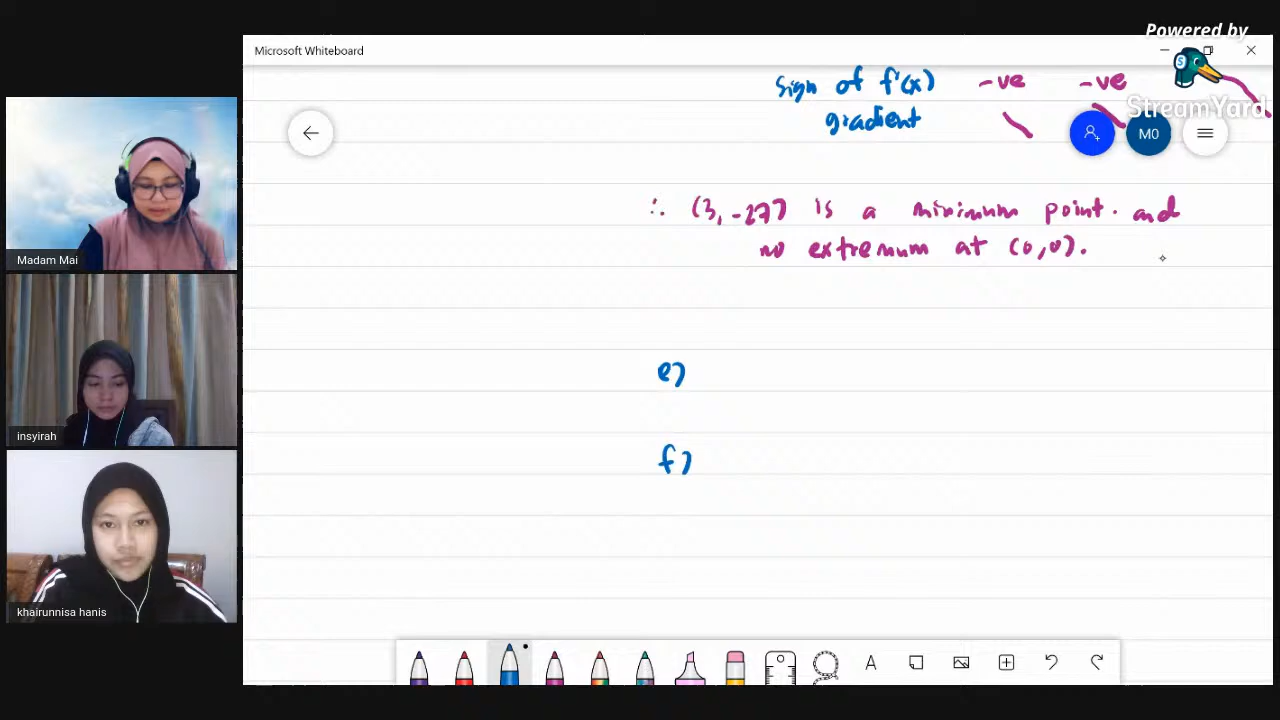 Powered by
StreamYard
Microsoft Whiteboard
Sign of f'(x) -ve -ve
gradient
M0
∴ (3, -27) is a minimum point. and
no extremum at (0,0).
e)
f)
A
Madam Mai
insyirah
khairunnisa hanis